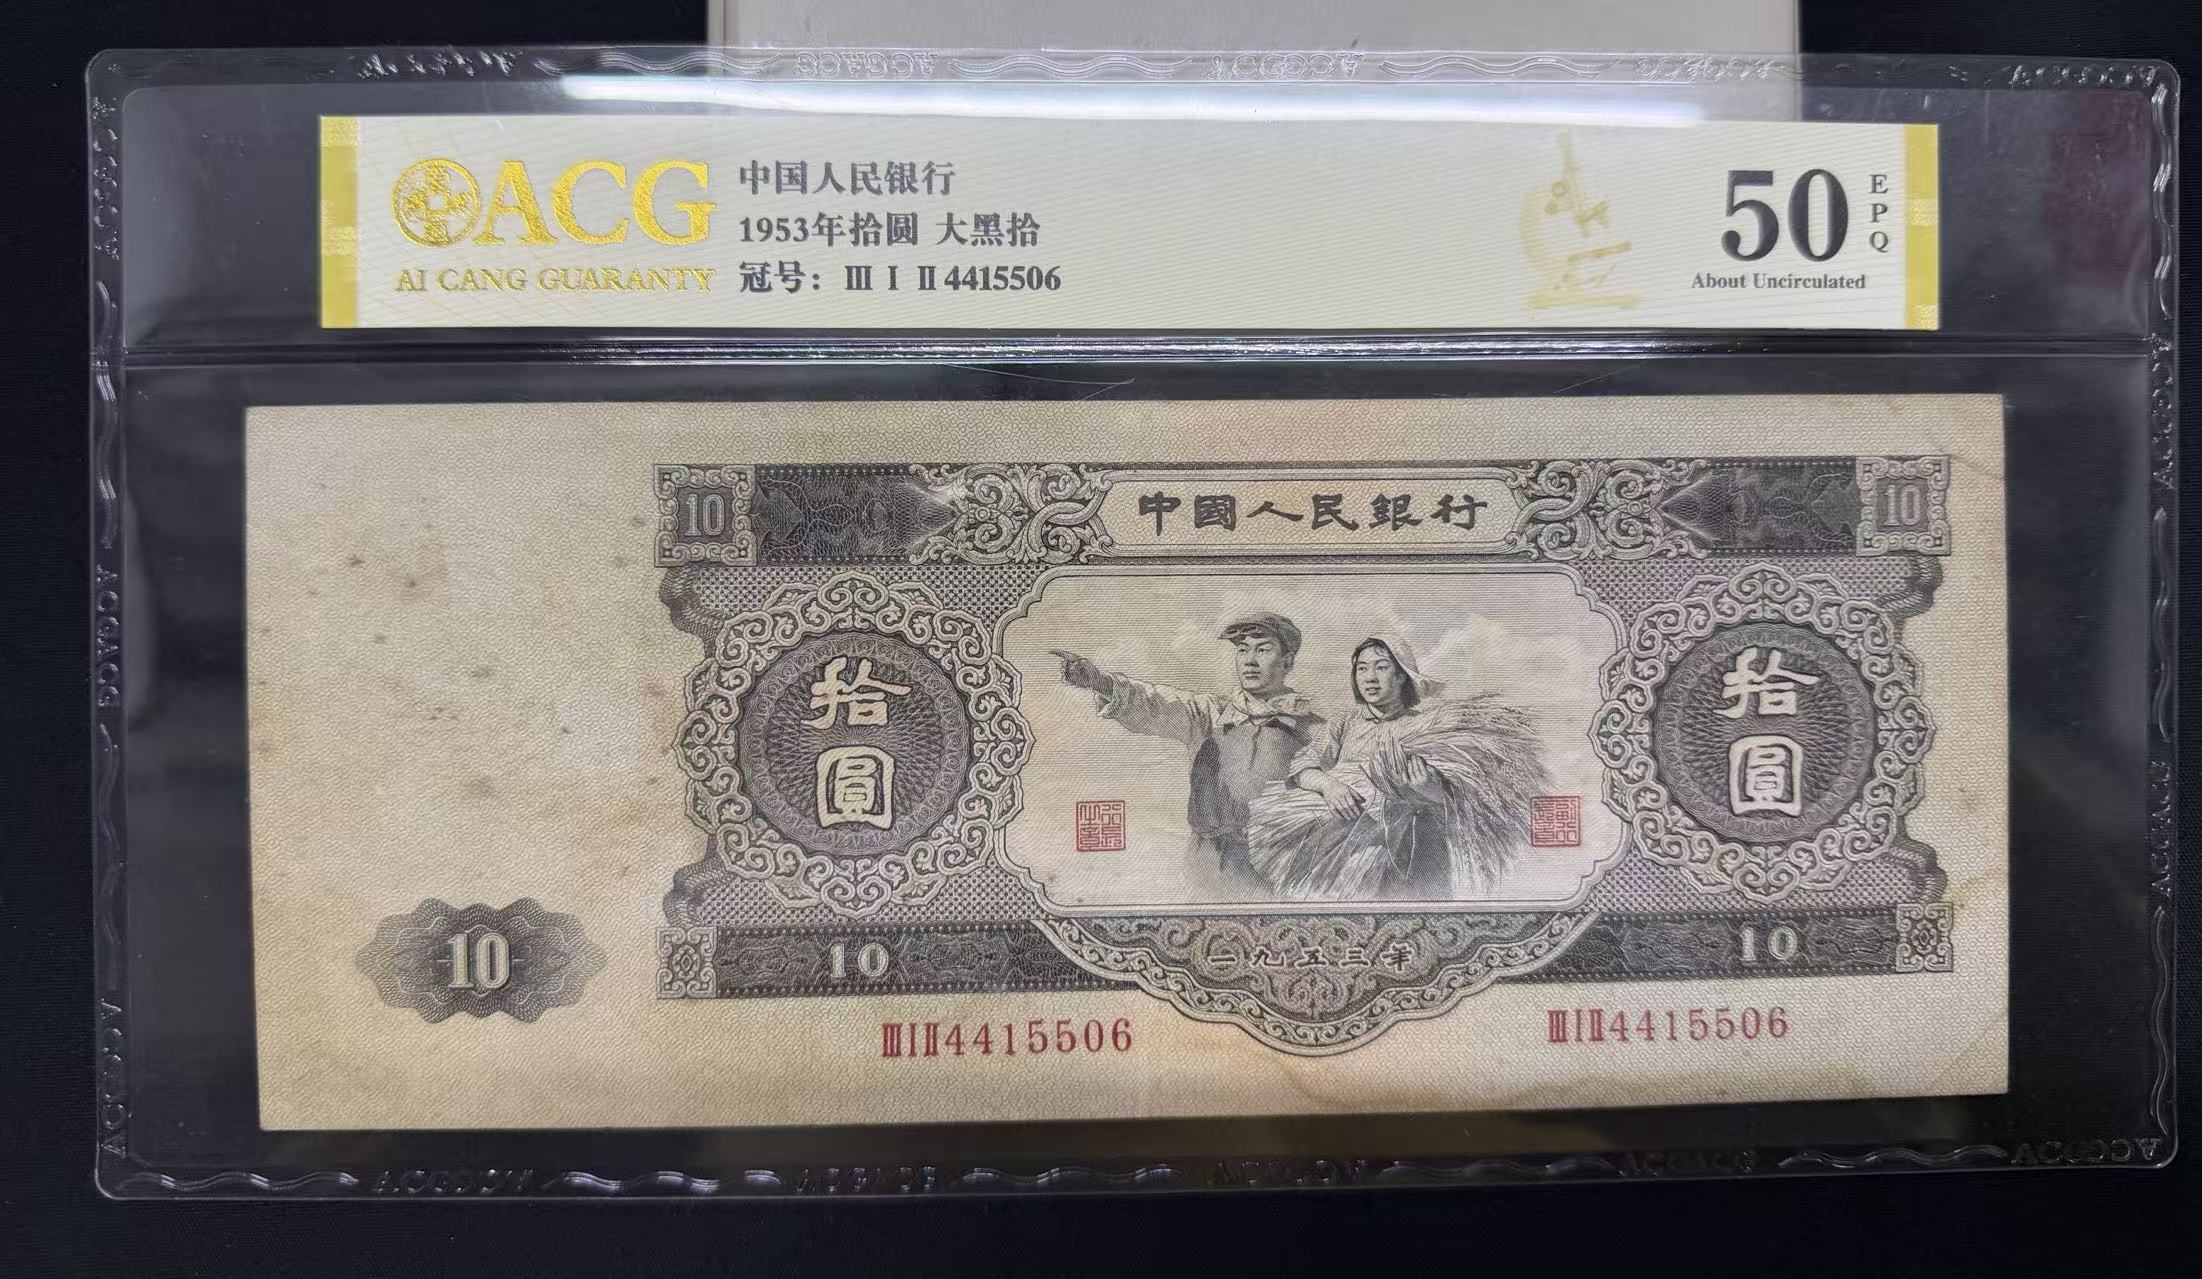 ACG
AI CANG GUARANTY
中国人民银行
1953年拾圆 大黑拾
冠号：Ⅲ Ⅰ Ⅱ 4415506
50
EPQ
About Uncirculated
10
中國人民銀行
10
拾圓
拾圓
10
10
一九五三年
10
ⅢⅠⅡ4415506
ⅢⅠⅡ4415506